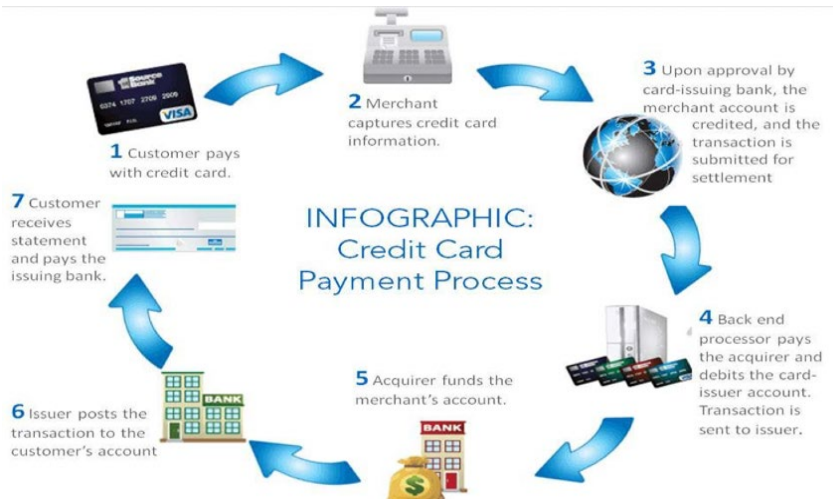 Source
Bank
VISA
1 Customer pays
with credit card.
2 Merchant
captures credit card
information.
3 Upon approval by
card-issuing bank, the
merchant account is
credited, and the
transaction is
submitted for
settlement
INFOGRAPHIC:
Credit Card
Payment Process
4 Back end
processor pays
the acquirer and
debits the card-
issuer account.
Transaction is
sent to issuer.
5 Acquirer funds the
merchant's account.
BANK
$
6 Issuer posts the
transaction to the
customer's account
BANK
7 Customer
receives
statement
and pays the
issuing bank.